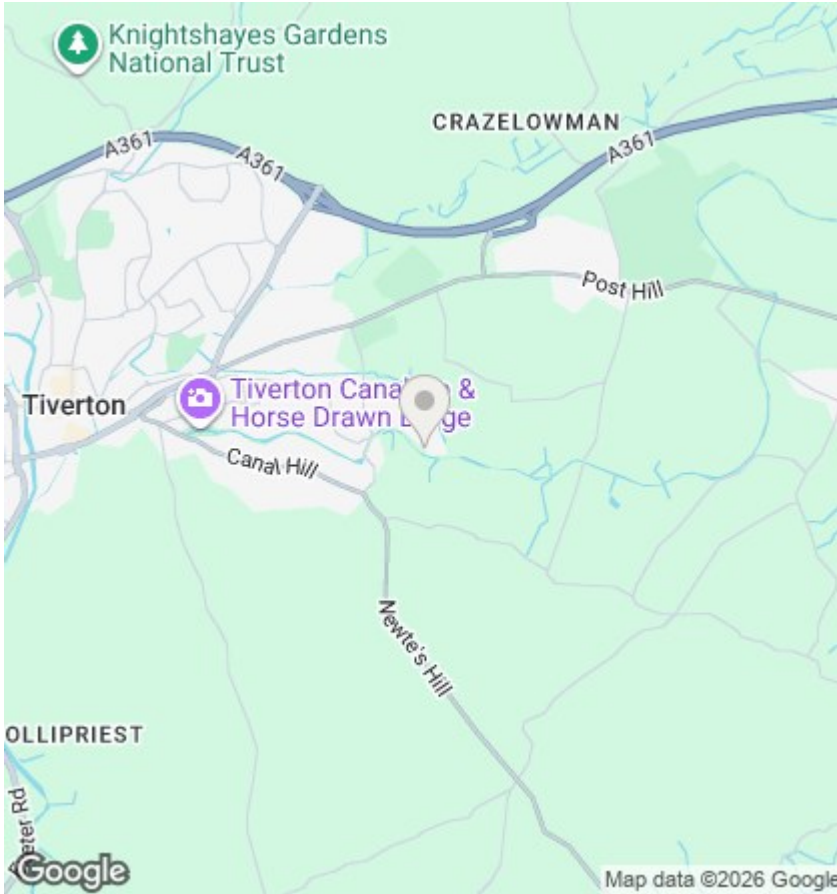 Knightshayes Gardens
National Trust
CRAZELOWMAN
A361
A361
A361
Post Hill
Tiverton
Tiverton Canal &
Horse Drawn
Canal Hill
Newte's Hill
OLLIPRIEST
Rd
Google
Map data ©2026 Google